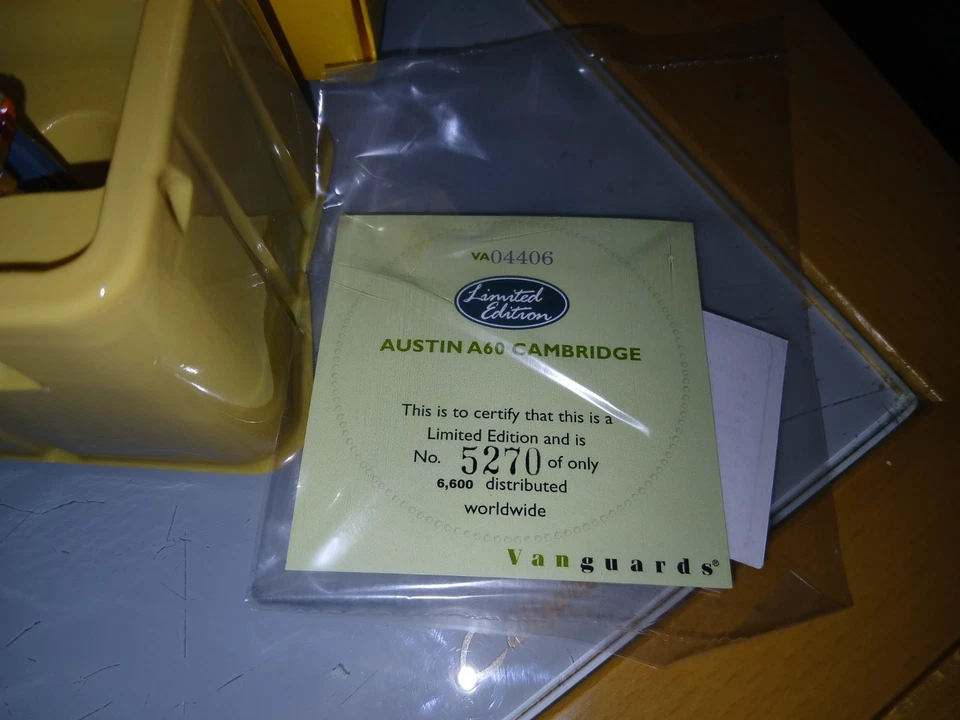 VA04406
Limited
Edition
AUSTIN A60 CAMBRIDGE
This is to certify that this is a
Limited Edition and is
No. 5270 of only
6,600 distributed
worldwide
Vanguards®